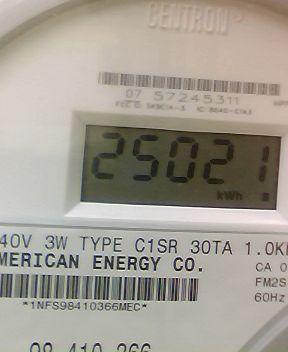 CENTRON
07 57245311
25021
kWh
40V 3W TYPE C1SR 30TA 1.0K
MERICAN ENERGY CO.
CA 0
FM2S
60Hz
*1NFS98410366MEC*
98 410 366